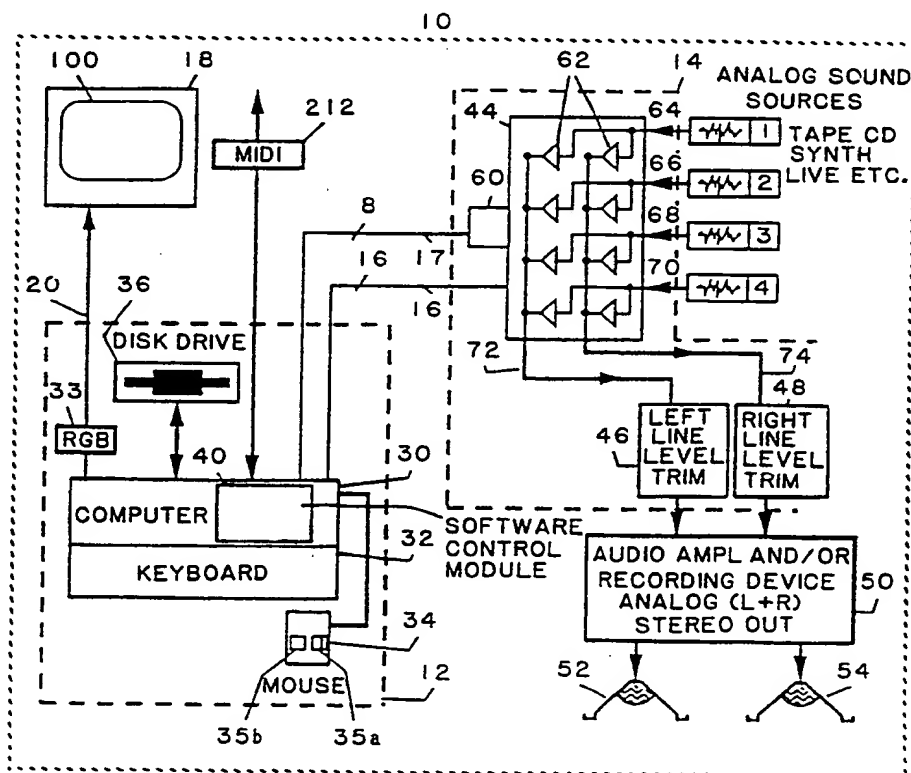 10
100
18
212
MIDI
20
36
DISK DRIVE
33
RGB
40
30
COMPUTER
32
KEYBOARD
SOFTWARE
CONTROL
MODULE
34
MOUSE
12
35b
35a
8
17
16
16
62
14
44
60
64
66
68
70
ANALOG SOUND
SOURCES
TAPE CD
SYNTH
LIVE ETC.
1
2
3
4
72
74
46
LEFT
LINE
LEVEL
TRIM
48
RIGHT
LINE
LEVEL
TRIM
AUDIO AMPL AND/OR
RECORDING DEVICE
ANALOG (L+R)
STEREO OUT
50
52
54